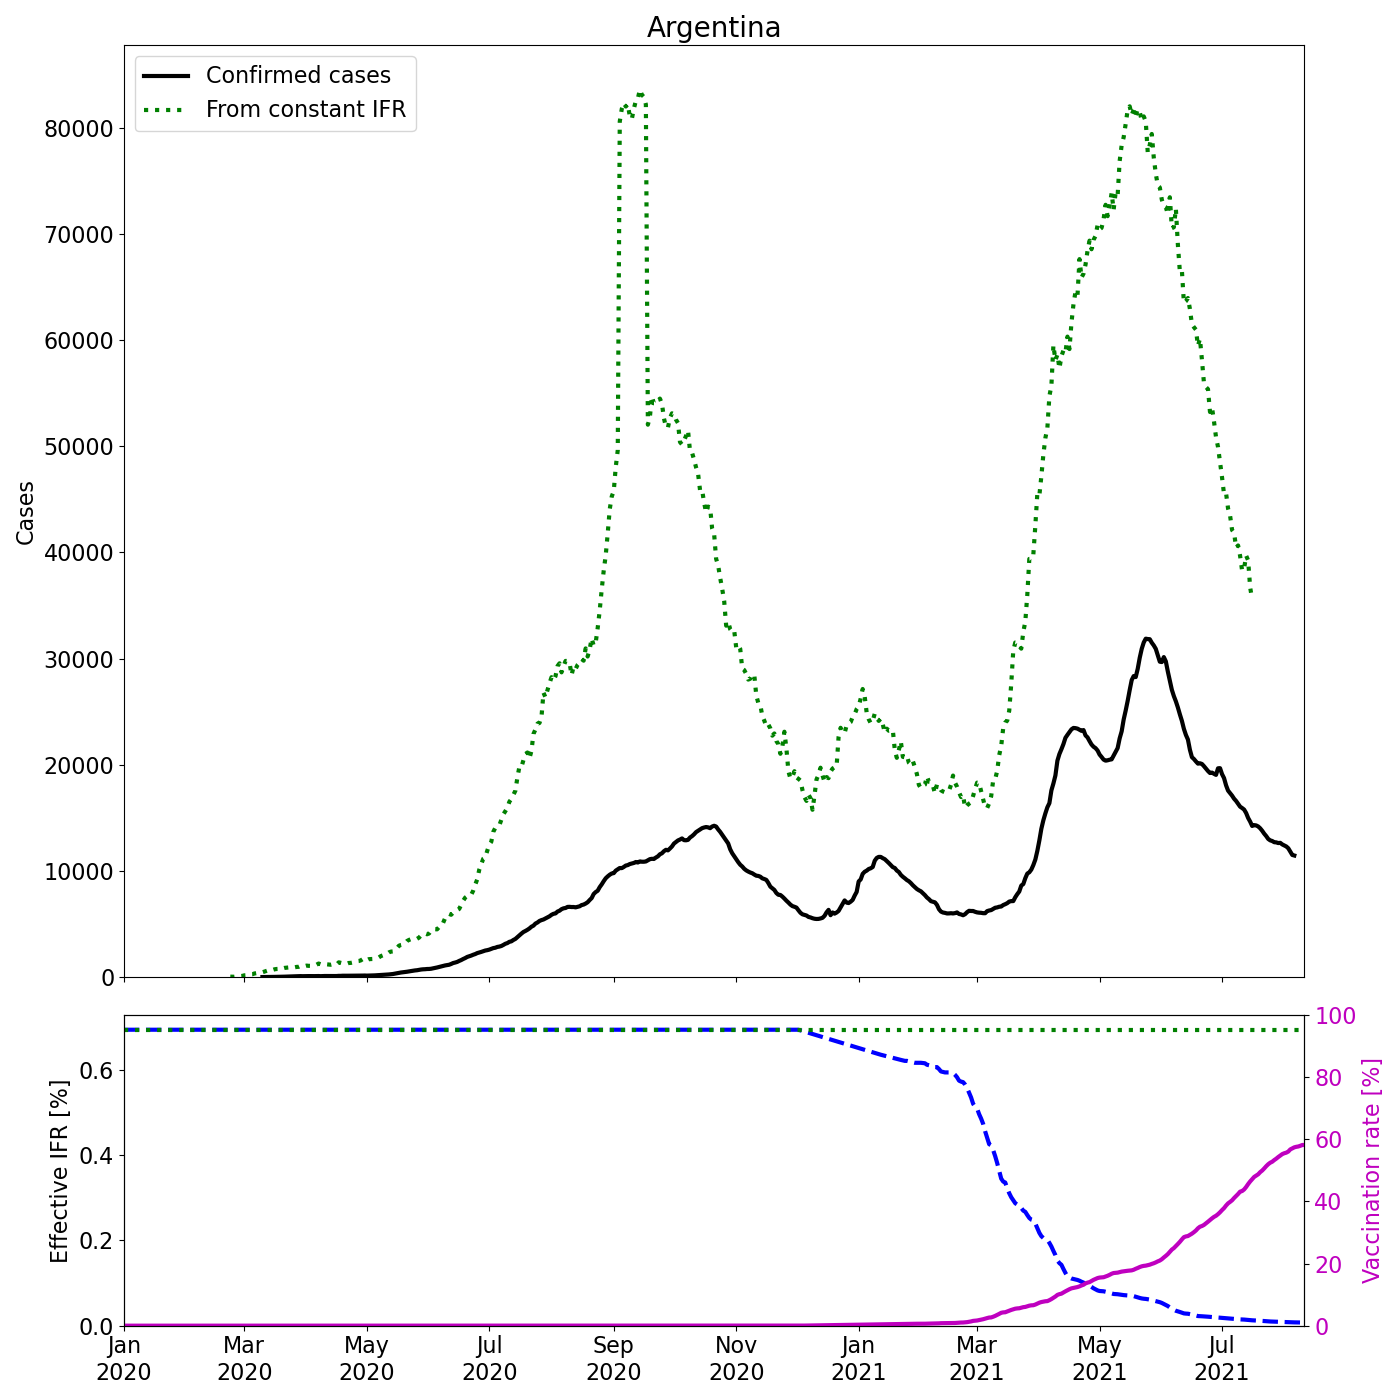 Argentina
Confirmed cases
From constant IFR
80000
70000
60000
50000
40000
30000
20000
10000
0
Cases
0.6
0.4
0.2
0.0
Effective IFR [%]
100
80
60
40
20
0
Vaccination rate [%]
Jan Mar May Jul Sep Nov Jan Mar May Jul
2020 2020 2020 2020 2020 2020 2021 2021 2021 2021